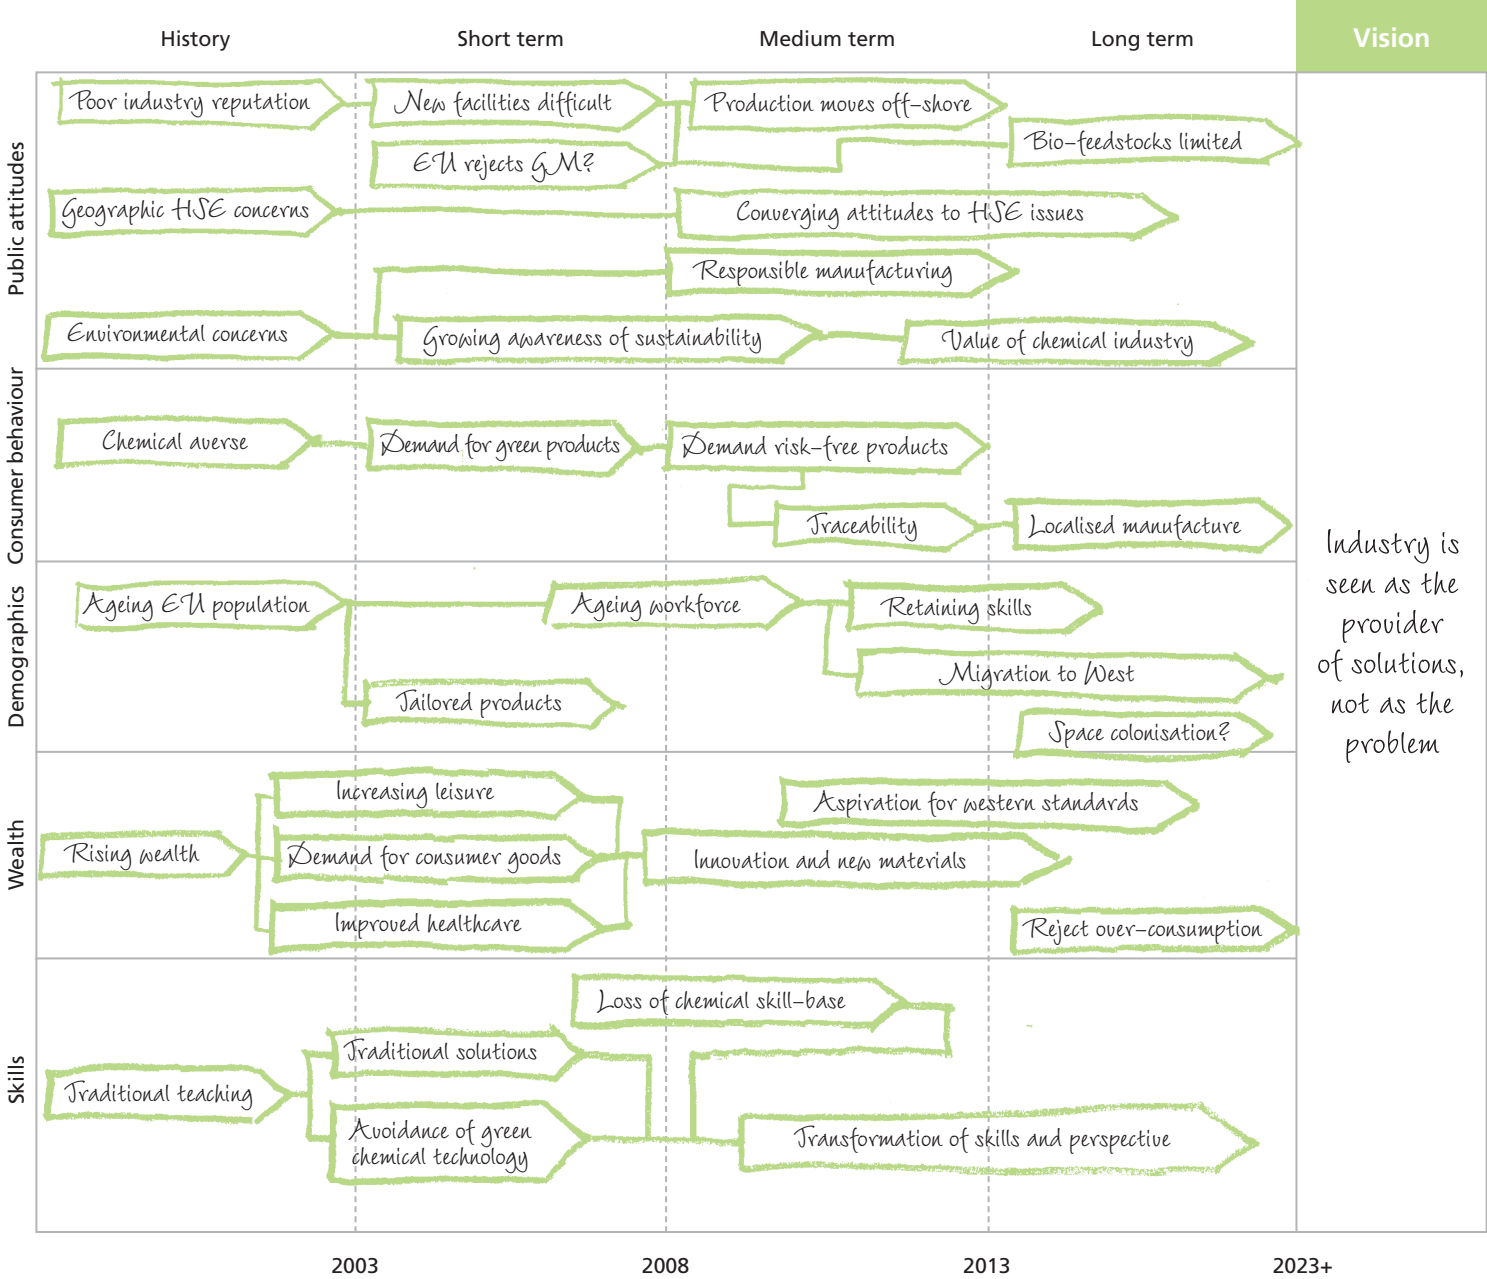 History
Short term
Medium term
Long term
Vision
Public attitudes
Poor industry reputation
New facilities difficult
Production moves off-shore
Bio-feedstocks limited
EU rejects GM?
Geographic HSE concerns
Converging attitudes to HSE issues
Responsible manufacturing
Environmental concerns
Growing awareness of sustainability
Value of chemical industry
Consumer behaviour
Chemical averse
Demand for green products
Demand risk-free products
Traceability
Localised manufacture
Demographics
Ageing EU population
Ageing workforce
Retaining skills
Migration to West
Tailored products
Space colonisation?
Wealth
Increasing leisure
Aspiration for western standards
Rising wealth
Demand for consumer goods
Innovation and new materials
Improved healthcare
Reject over-consumption
Skills
Loss of chemical skill-base
Traditional solutions
Traditional teaching
Avoidance of green
chemical technology
Transformation of skills and perspective
Industry is
seen as the
provider
of solutions,
not as the
problem
2003
2008
2013
2023+